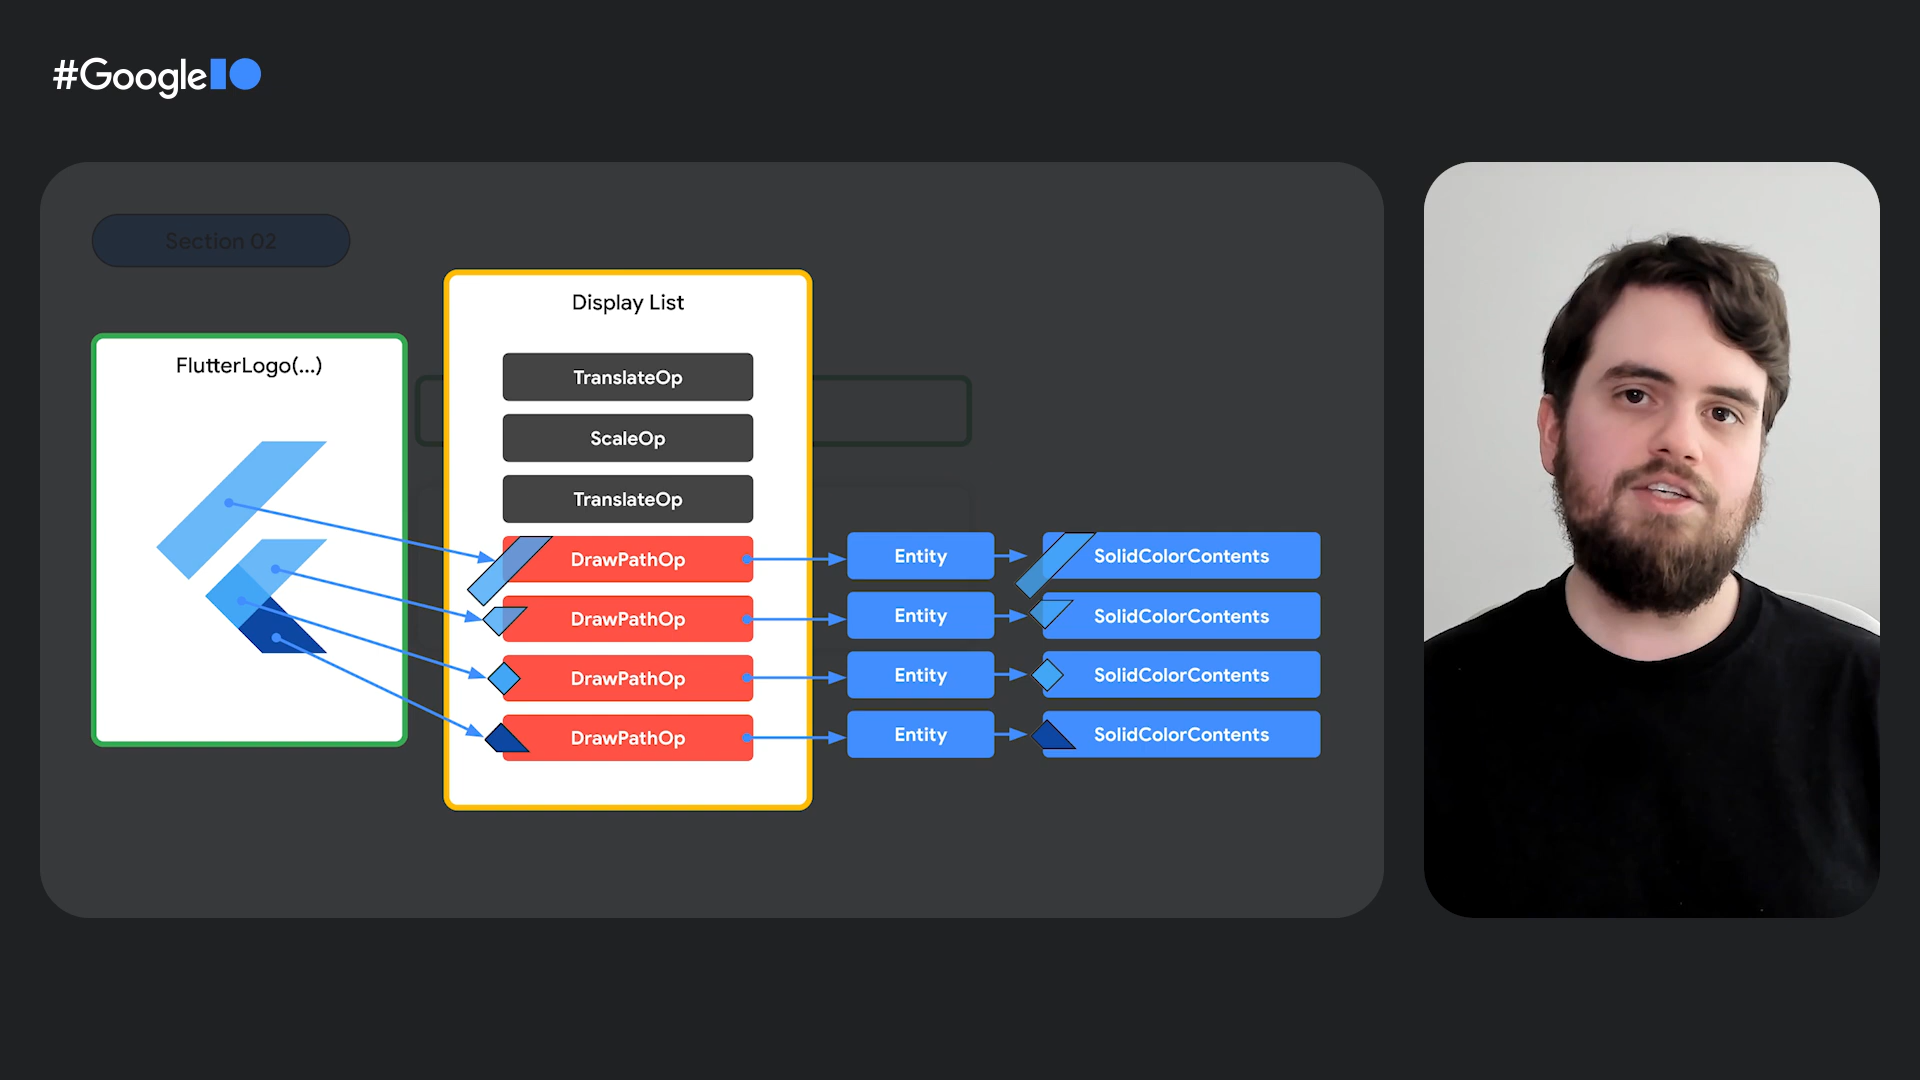 #GoogleIO
Section 02
FlutterLogo(...)
Display List
TranslateOp
ScaleOp
TranslateOp
DrawPathOp
Entity
SolidColorContents
DrawPathOp
Entity
SolidColorContents
DrawPathOp
Entity
SolidColorContents
DrawPathOp
Entity
SolidColorContents